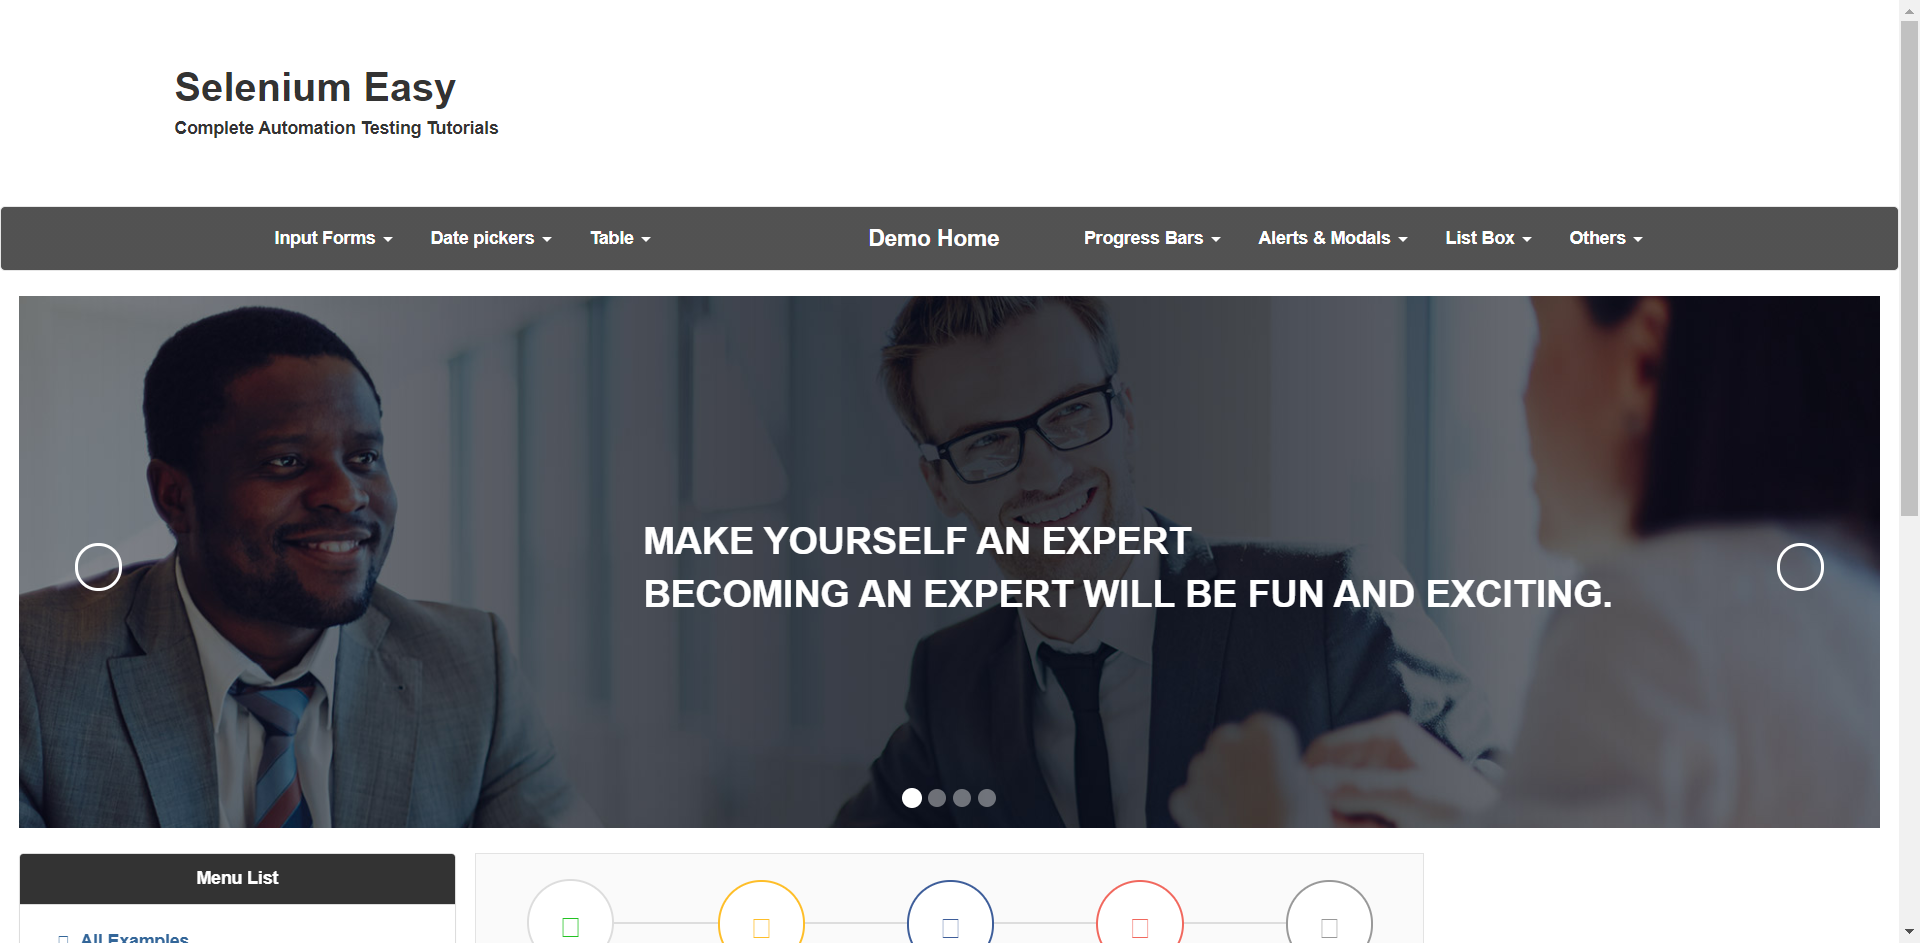 Selenium Easy
Complete Automation Testing Tutorials
Input Forms Date pickers Table Demo Home Progress Bars Alerts & Modals List Box Others
MAKE YOURSELF AN EXPERT
BECOMING AN EXPERT WILL BE FUN AND EXCITING.
Menu List
All Examples